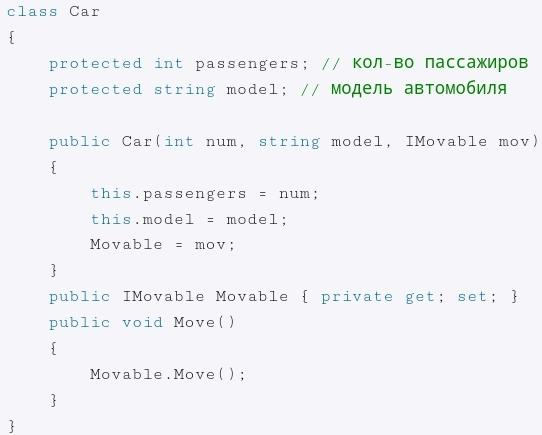 class Car
{
    protected int passengers; // кол-во пассажиров
    protected string model; // модель автомобиля

    public Car(int num, string model, IMovable mov)
    {
        this.passengers = num;
        this.model = model;
        Movable = mov;
    }
    public IMovable Movable { private get; set; }
    public void Move()
    {
        Movable.Move();
    }
}